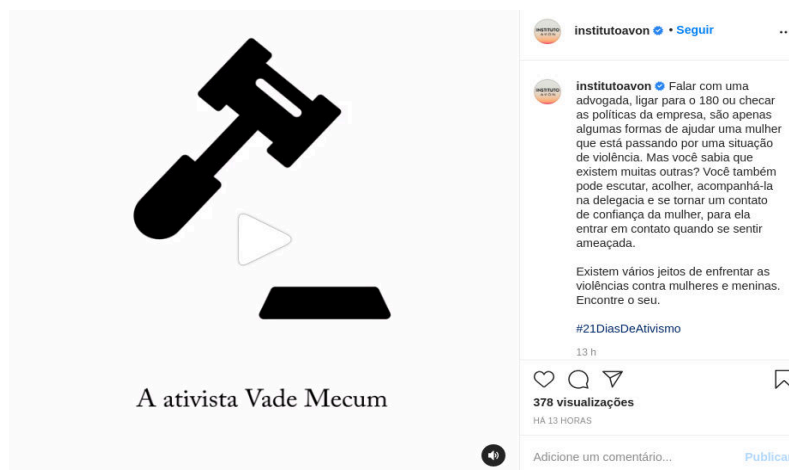 A ativista Vade Mecum
INSTITUTO
AVON
institutoavon • Seguir
INSTITUTO
AVON
institutoavon Falar com uma
advogada, ligar para o 180 ou checar
as políticas da empresa, são apenas
algumas formas de ajudar uma mulher
que está passando por uma situação
de violência. Mas você sabia que
existem muitas outras? Você também
pode escutar, acolher, acompanhá-la
na delegacia e se tornar um contato
de confiança da mulher, para ela
entrar em contato quando se sentir
ameaçada.
Existem vários jeitos de enfrentar as
violências contra mulheres e meninas.
Encontre o seu.
#21DiasDeAtivismo
13 h
378 visualizações
HÁ 13 HORAS
Adicione um comentário... Publicar